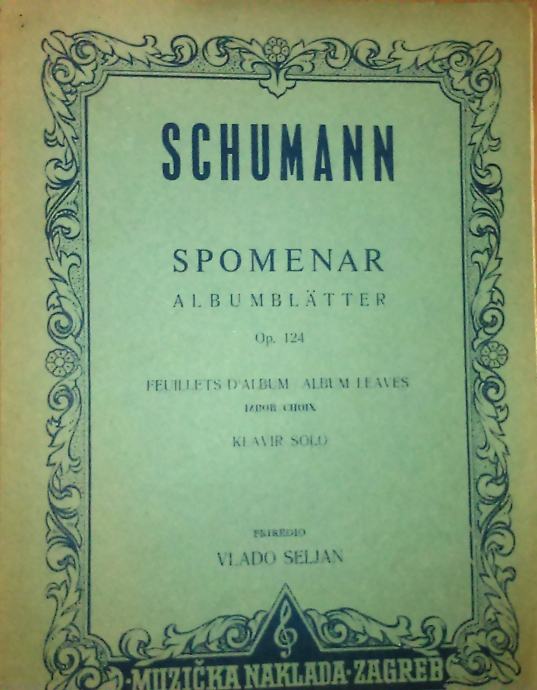 SCHUMANN
SPOMENAR
ALBUMBLÄTTER
Op. 124
FEUILLETS D'ALBUM ALBUM LEAVES
IZBOR CHOIX
KLAVIR SOLO
PRIREDIO
VLADO SELJAN
·MUZIČKA NAKLADA·ZAGREB